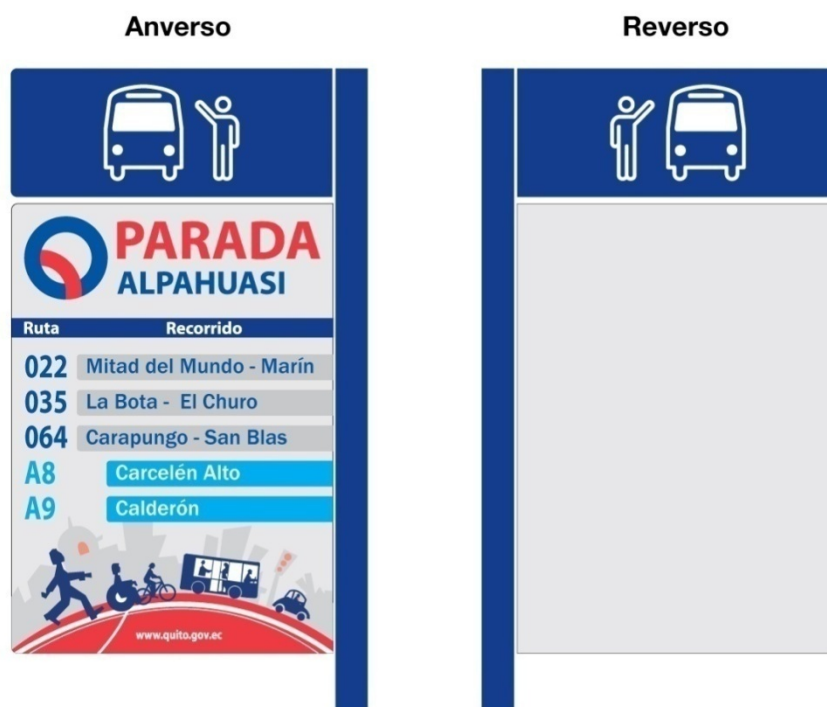 Anverso
Reverso
PARADA
ALPAHUASI
Ruta Recorrido
022 Mitad del Mundo - Marín
035 La Bota - El Churo
064 Carapungo - San Blas
A8 Carcelén Alto
A9 Calderón
www.quito.gov.ec